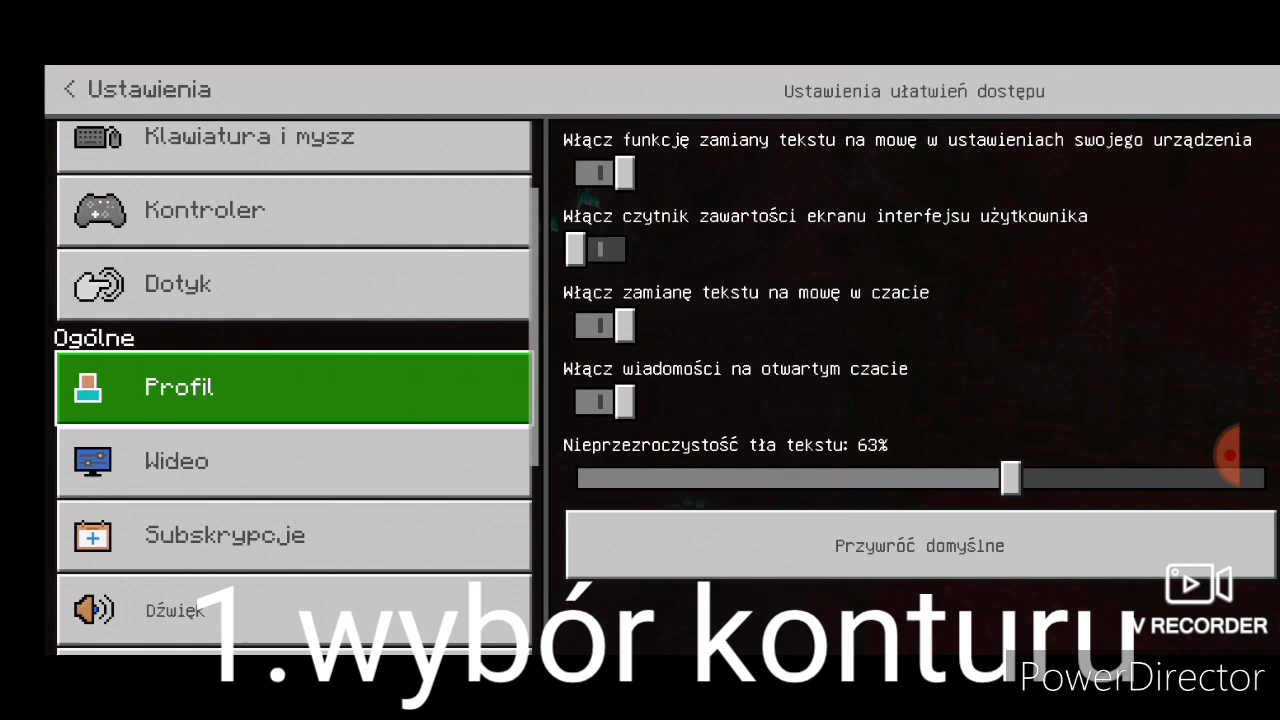 Ustawienia
Ustawienia ułatwień dostępu
Klawiatura i mysz
Kontroler
Dotyk
Ogólne
Profil
Wideo
Subskrypcje
Dźwięk
Włącz funkcję zamiany tekstu na mowę w ustawieniach swojego urządzenia
Włącz czytnik zawartości ekranu interfejsu użytkownika
Włącz zamianę tekstu na mowę w czacie
Włącz wiadomości na otwartym czacie
Nieprzezroczystość tła tekstu: 63%
Przywróć domyślne
1.wybór konturu
V RECORDER
PowerDirector